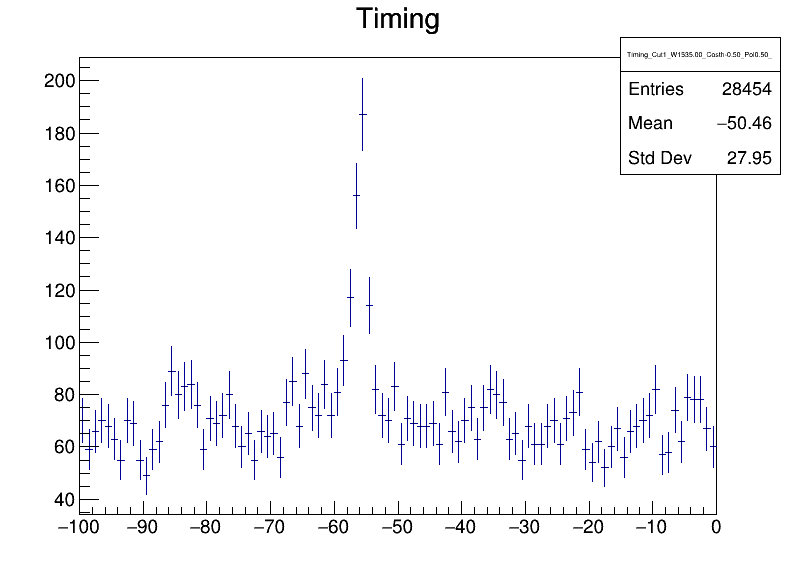 Timing
Timing_Cut1_W1535.00_Costh-0.50_Pol0.50_
Entries 28454
Mean −50.46
Std Dev 27.95
200
180
160
140
120
100
80
60
40
−100 −90 −80 −70 −60 −50 −40 −30 −20 −10 0